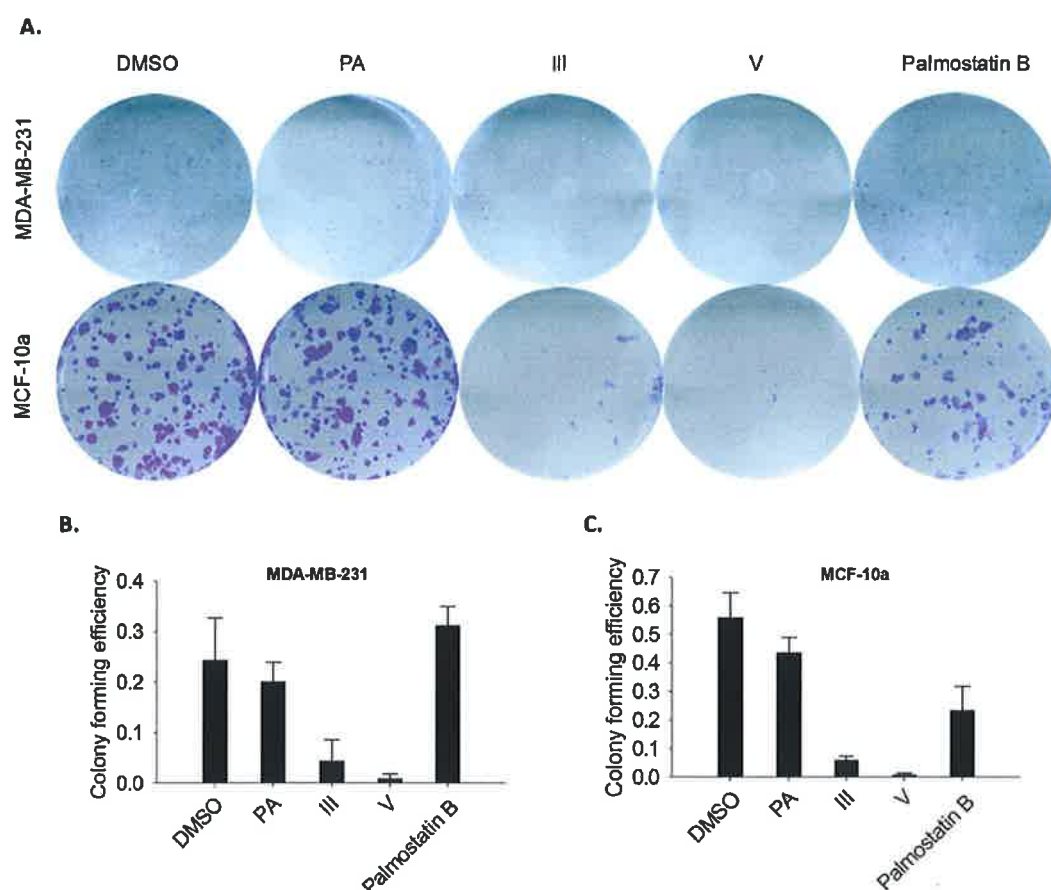 A.
DMSO PA III V Palmostatin B
MDA-MB-231
MCF-10a
B.
MDA-MB-231
Colony forming efficiency
0.4
0.3
0.2
0.1
0.0
DMSO PA III V Palmostatin B
C.
MCF-10a
Colony forming efficiency
0.7
0.6
0.5
0.4
0.3
0.2
0.1
0.0
DMSO PA III V Palmostatin B